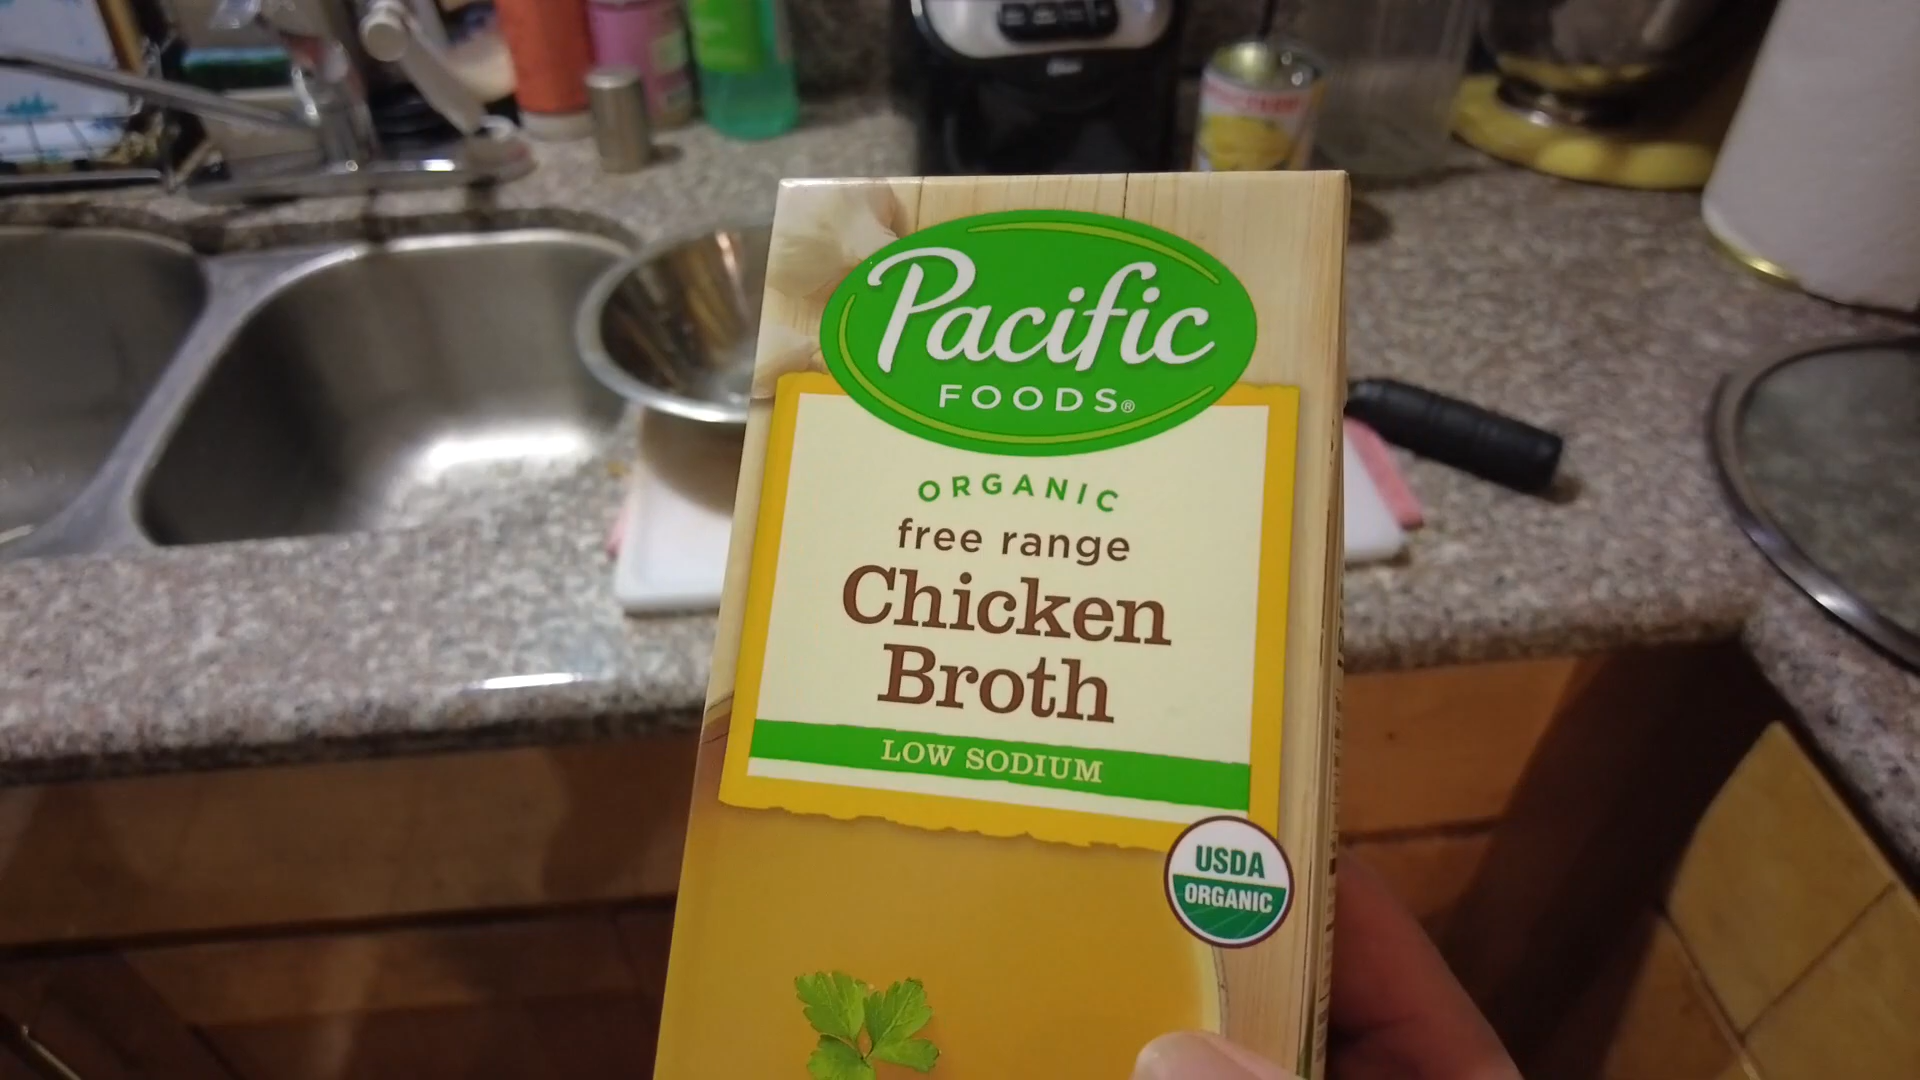 Pacific
FOODS®
ORGANIC
free range
Chicken
Broth
LOW SODIUM
USDA
ORGANIC